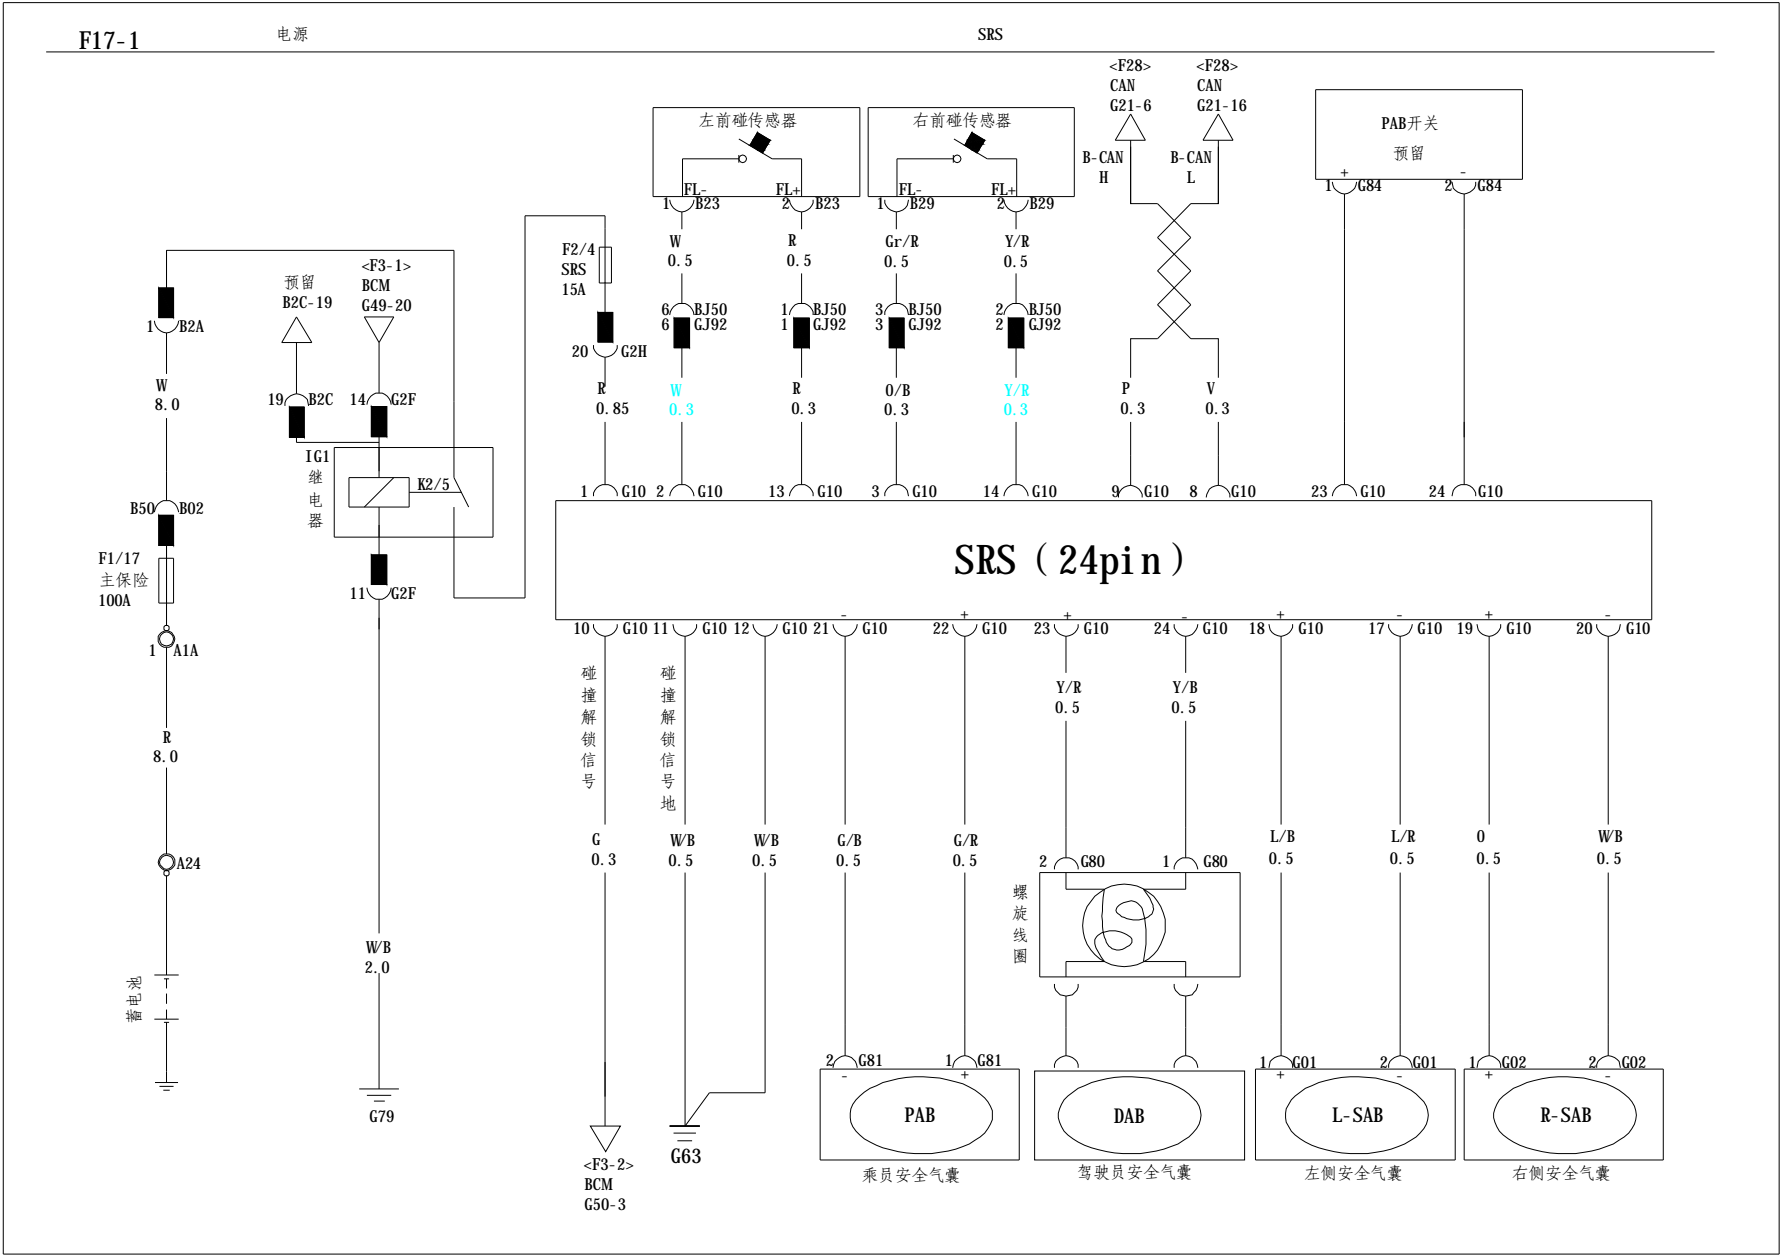 F17-1
电源
SRS
<F28>
CAN
G21-6
<F28>
CAN
G21-16
左前碰传感器
右前碰传感器
PAB开关
预留
B-CAN
H
B-CAN
L
FL-
FL+
FL-
FL+
+
-
1 B23
2 B23
1 B29
2 B29
1 G84
2 G84
W
0.5
R
0.5
Gr/R
0.5
Y/R
0.5
F2/4
SRS
15A
预留
B2C-19
<F3-1>
BCM
G49-20
1 B2A
6 BJ50
6 GJ92
1 BJ50
1 GJ92
3 BJ50
3 GJ92
2 BJ50
2 GJ92
20 G2H
W
8.0
19 B2C
14 G2F
R
0.85
W
0.3
R
0.3
O/B
0.3
Y/R
0.3
P
0.3
V
0.3
IG1
继
电
器
K2/5
1 G10
2 G10
13 G10
3 G10
14 G10
9 G10
8 G10
23 G10
24 G10
B50 B02
F1/17
主保险
100A
SRS（24pin）
11 G2F
1 A1A
-
+
+
-
+
-
+
-
10 G10
11 G10
12 G10
21 G10
22 G10
23 G10
24 G10
18 G10
17 G10
19 G10
20 G10
碰
撞
解
锁
信
号
碰
撞
解
锁
信
号
地
Y/R
0.5
Y/B
0.5
R
8.0
G
0.3
W/B
0.5
W/B
0.5
G/B
0.5
G/R
0.5
L/B
0.5
L/R
0.5
O
0.5
W/B
0.5
A24
2 G80
1 G80
螺
旋
线
圈
W/B
2.0
蓄电池
2 G81
1 G81
1 G01
2 G01
1 G02
2 G02
-
+
+
-
+
-
G79
PAB
DAB
L-SAB
R-SAB
G63
<F3-2>
BCM
G50-3
乘员安全气囊
驾驶员安全气囊
左侧安全气囊
右侧安全气囊